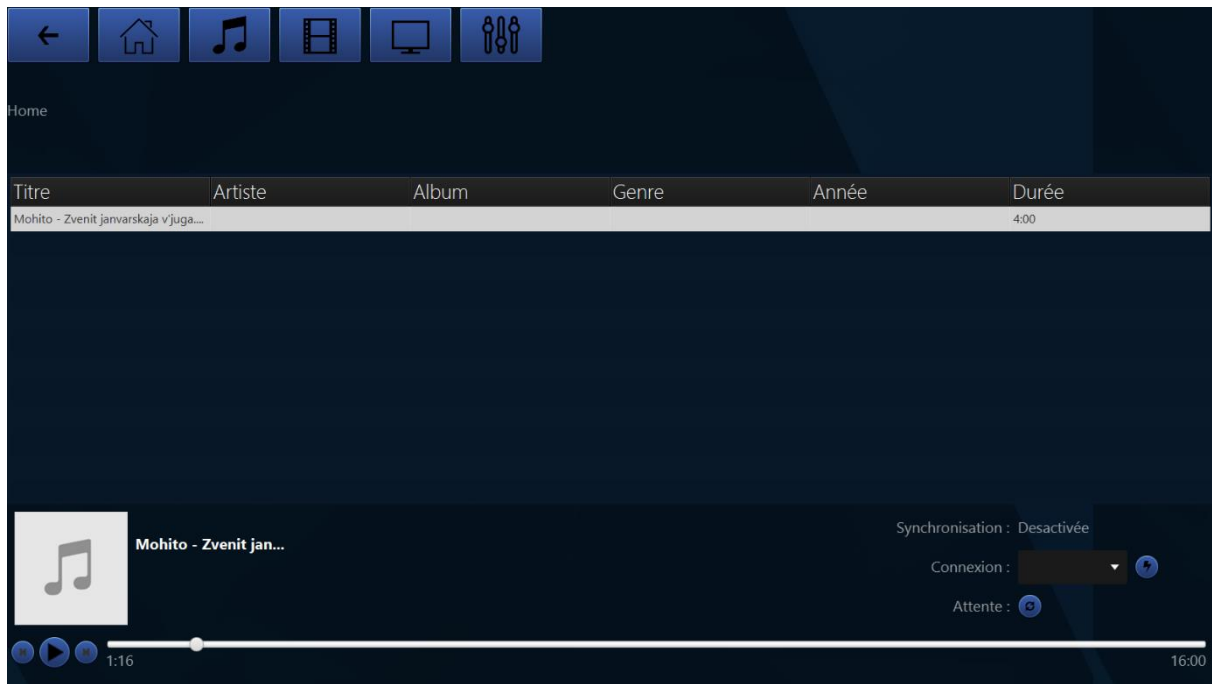 Home
Titre Artiste Album Genre Année Durée
Mohito - Zvenit janvarskaja v'juga.... 4:00
Mohito - Zvenit jan...
Synchronisation : Desactivée
Connexion :
Attente :
1:16 16:00